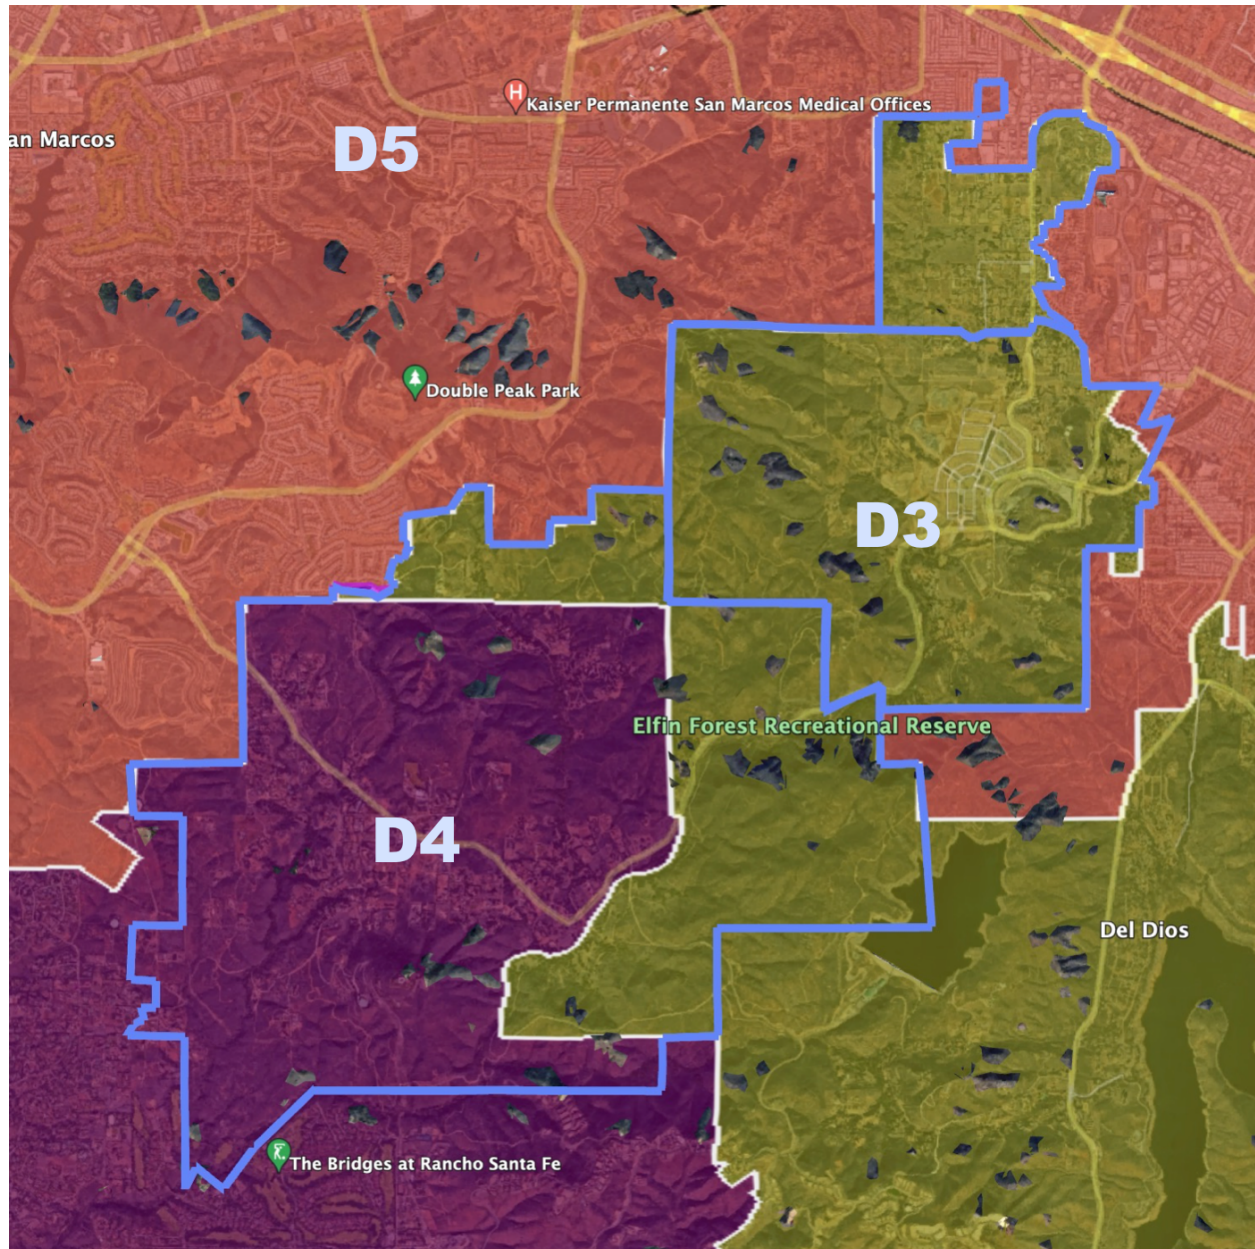 Kaiser Permanente San Marcos Medical Offices
an Marcos
D5
Double Peak Park
D3
Elfin Forest Recreational Reserve
D4
Del Dios
The Bridges at Rancho Santa Fe